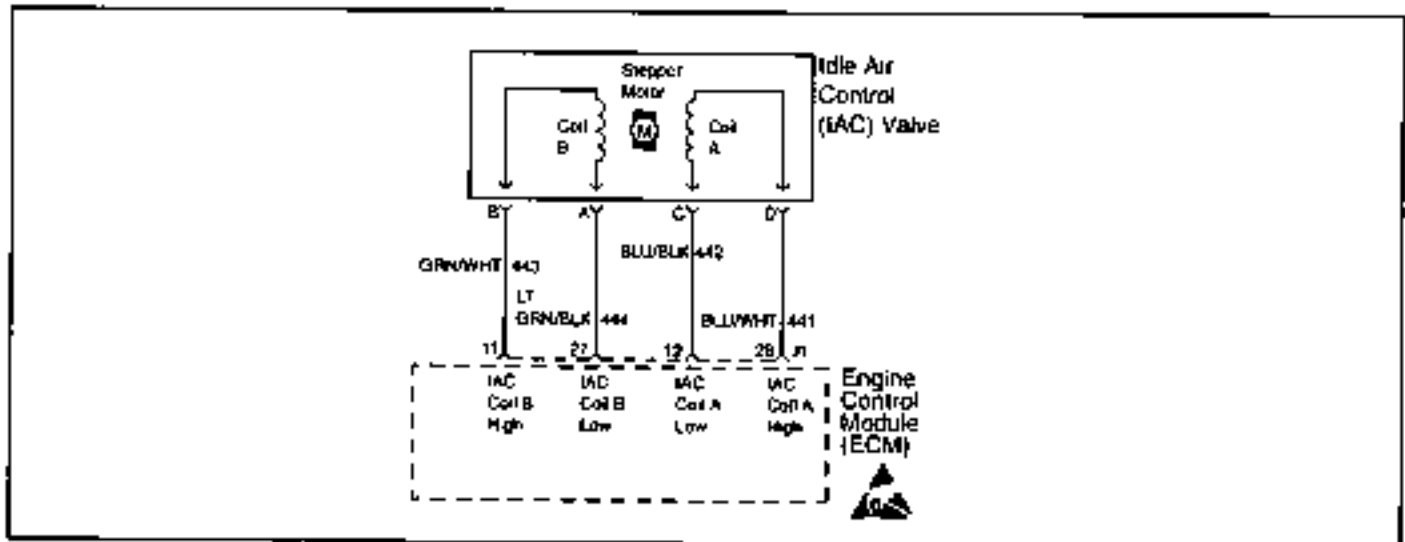 Stepper
Motor
Idle Air
Control
(IAC) Valve
Coil
B
M
Coil
A
B
A
C
D
GRN/WHT 443
BLU/BLK 442
LT
GRN/BLK 444
BLU/WHT 441
11
27
12
28
J1
IAC
Coil B
High
IAC
Coil B
Low
IAC
Coil A
Low
IAC
Coil A
High
Engine
Control
Module
(ECM)